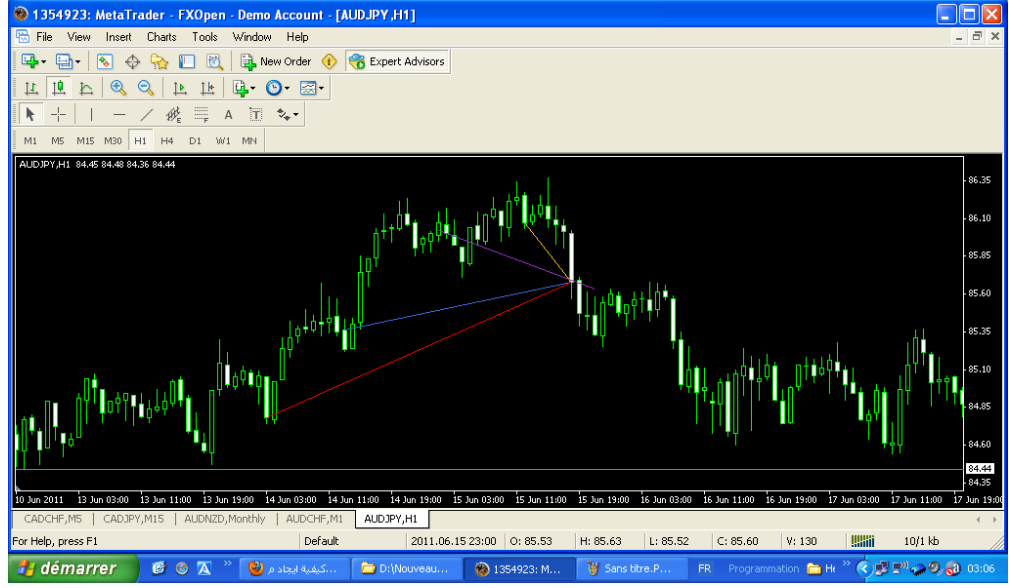 1354923: MetaTrader - FXOpen - Demo Account - [AUDJPY,H1]
File View Insert Charts Tools Window Help
New Order Expert Advisors
A T
M1 M5 M15 M30 H1 H4 D1 W1 MN
AUDJPY,H1 84.45 84.48 84.36 84.44
86.35
86.10
85.85
85.60
85.35
85.10
84.85
84.60
84.44
84.35
10 Jun 2011 13 Jun 03:00 13 Jun 11:00 13 Jun 19:00 14 Jun 03:00 14 Jun 11:00 14 Jun 19:00 15 Jun 03:00 15 Jun 11:00 15 Jun 19:00 16 Jun 03:00 16 Jun 11:00 16 Jun 19:00 17 Jun 03:00 17 Jun 11:00 17 Jun 19:00
CADCHF,M5 | CADJPY,M15 | AUDNZD,Monthly | AUDCHF,M1 | AUDJPY,H1
For Help, press F1 Default 2011.06.15 23:00 O: 85.53 H: 85.63 L: 85.52 C: 85.60 V: 130 10/1 kb
démarrer كيفية ايجاد م... D:\Nouveau... 1354923: M... Sans titre.P... FR Programmation He 03:06